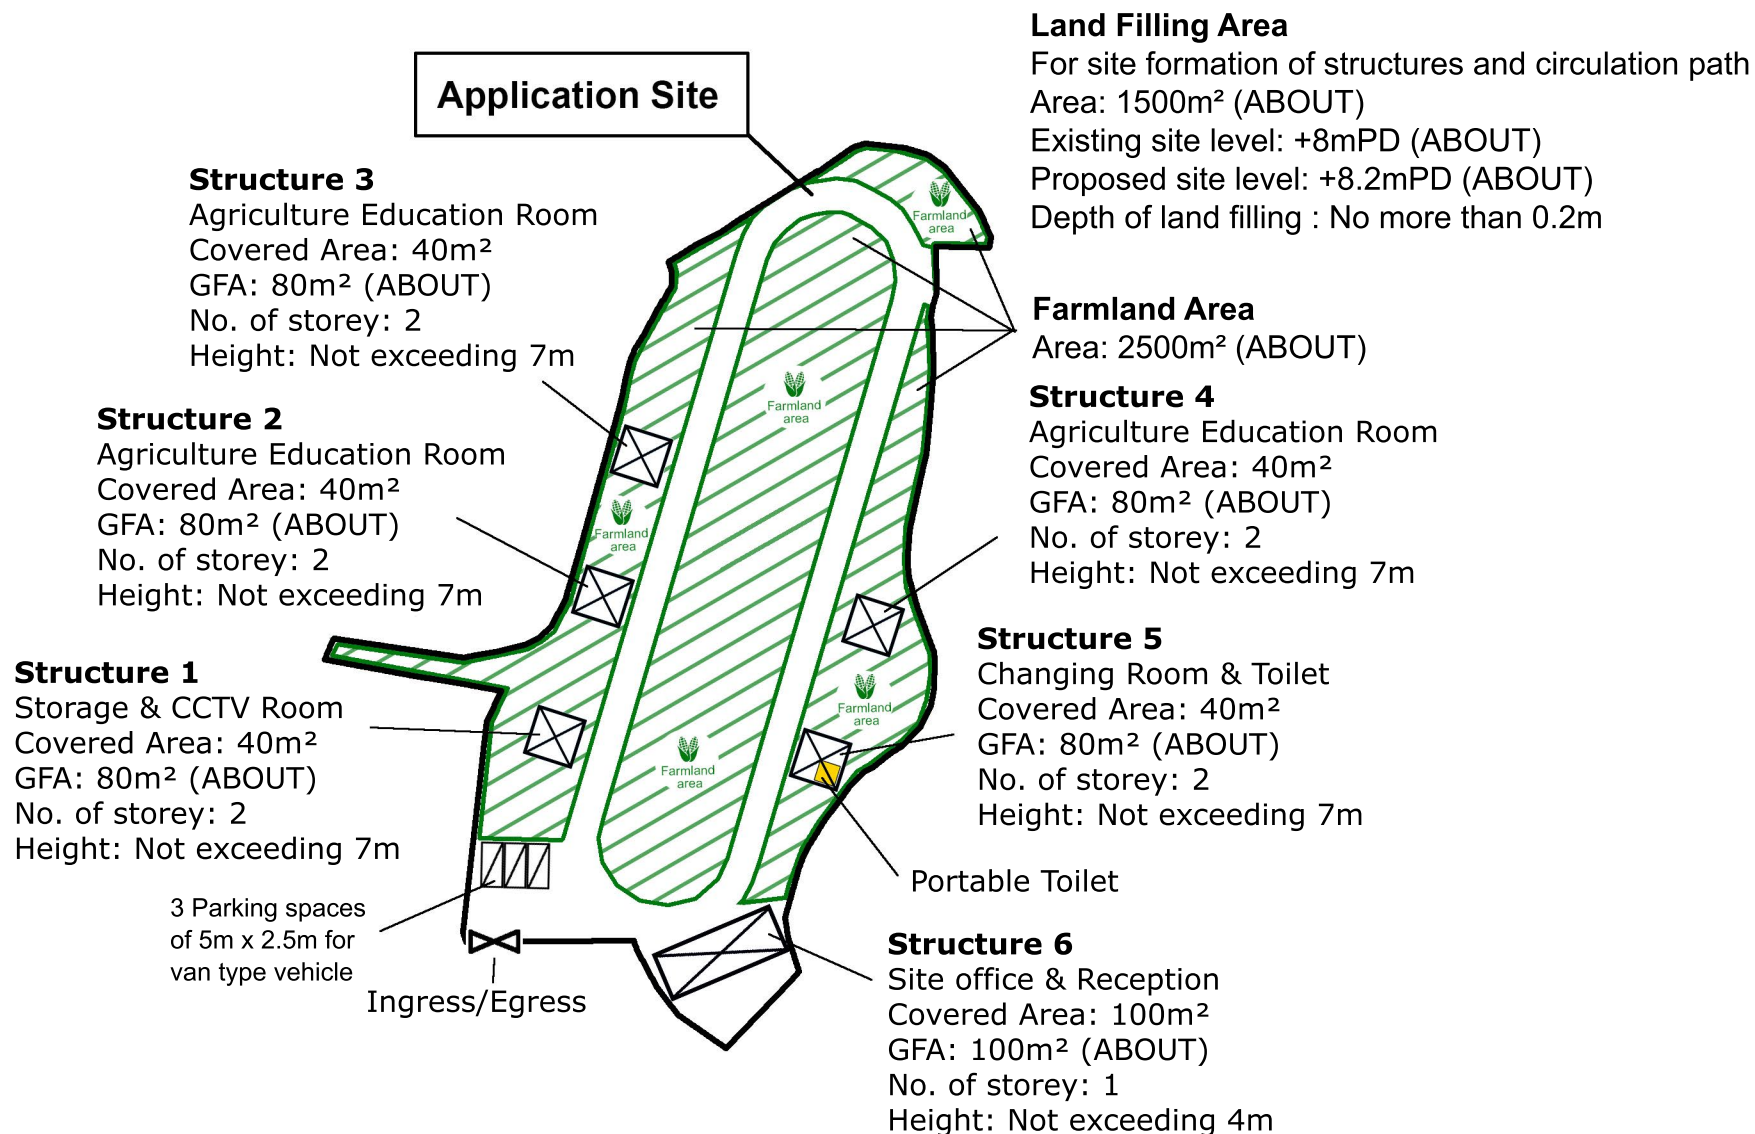 Application Site
Land Filling Area
For site formation of structures and circulation path
Area: 1500m² (ABOUT)
Existing site level: +8mPD (ABOUT)
Proposed site level: +8.2mPD (ABOUT)
Depth of land filling : No more than 0.2m
Structure 3
Agriculture Education Room
Covered Area: 40m²
GFA: 80m² (ABOUT)
No. of storey: 2
Height: Not exceeding 7m
Farmland
area
Farmland Area
Area: 2500m² (ABOUT)
Structure 2
Agriculture Education Room
Covered Area: 40m²
GFA: 80m² (ABOUT)
No. of storey: 2
Height: Not exceeding 7m
Farmland
area
Structure 4
Agriculture Education Room
Covered Area: 40m²
GFA: 80m² (ABOUT)
No. of storey: 2
Height: Not exceeding 7m
Farmland
area
Structure 1
Storage & CCTV Room
Covered Area: 40m²
GFA: 80m² (ABOUT)
No. of storey: 2
Height: Not exceeding 7m
Farmland
area
Farmland
area
Structure 5
Changing Room & Toilet
Covered Area: 40m²
GFA: 80m² (ABOUT)
No. of storey: 2
Height: Not exceeding 7m
Portable Toilet
3 Parking spaces
of 5m x 2.5m for
van type vehicle
Ingress/Egress
Structure 6
Site office & Reception
Covered Area: 100m²
GFA: 100m² (ABOUT)
No. of storey: 1
Height: Not exceeding 4m